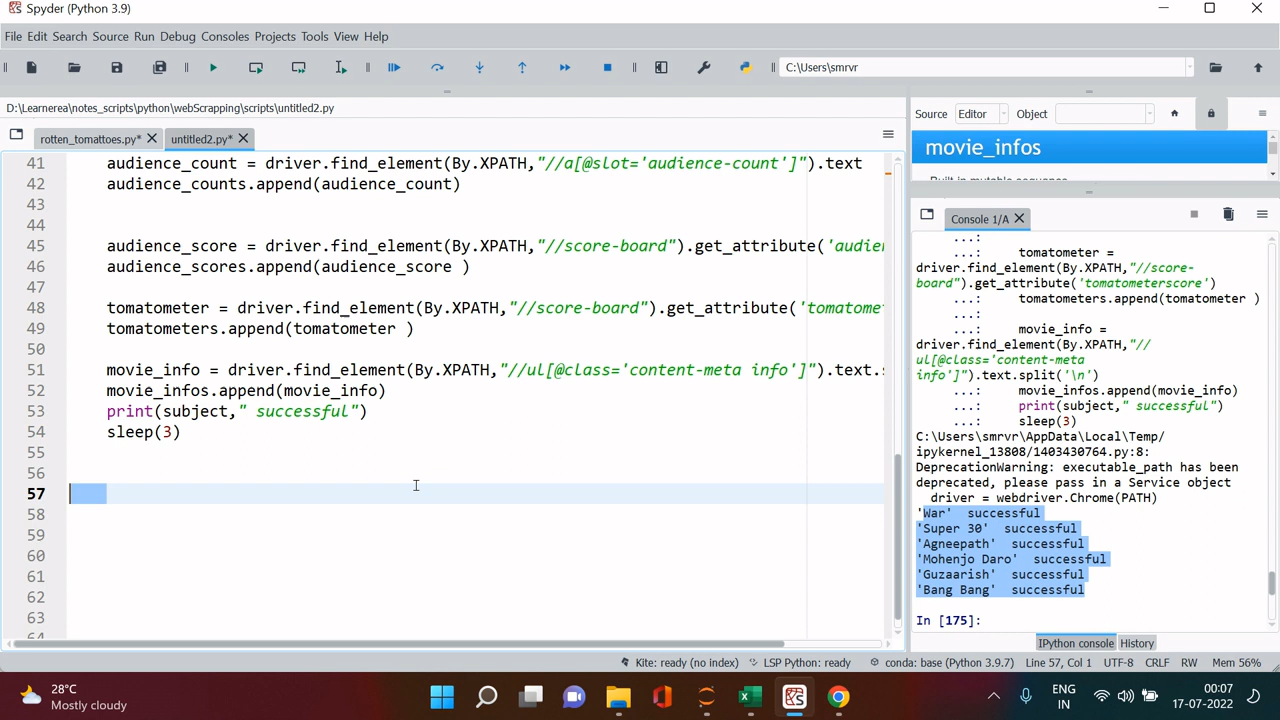 Spyder (Python 3.9)
File Edit Search Source Run Debug Consoles Projects Tools View Help
C:\Users\smrvr
D:\Learnerea\notes_scripts\python\webScrapping\scripts\untitled2.py
rotten_tomattoes.py*
untitled2.py*
41 audience_count = driver.find_element(By.XPATH,"//a[@slot='audience-count']").text
42 audience_counts.append(audience_count)
43
44
45 audience_score = driver.find_element(By.XPATH,"//score-board").get_attribute('audien
46 audience_scores.append(audience_score )
47
48 tomatometer = driver.find_element(By.XPATH,"//score-board").get_attribute('tomatome
49 tomatometers.append(tomatometer )
50
51 movie_info = driver.find_element(By.XPATH,"//ul[@class='content-meta info']").text.s
52 movie_infos.append(movie_info)
53 print(subject," successful")
54 sleep(3)
55
56
57
58
59
60
61
62
63
64
Source Editor Object
movie_infos
Built-in mutable sequence
Console 1/A
...:
...: tomatometer =
driver.find_element(By.XPATH,"//score-
board").get_attribute('tomatometerscore')
...: tomatometers.append(tomatometer )
...:
...: movie_info =
driver.find_element(By.XPATH,"//
ul[@class='content-meta
info']").text.split('\n')
...: movie_infos.append(movie_info)
...: print(subject," successful")
...: sleep(3)
C:\Users\smrvr\AppData\Local\Temp/
ipykernel_13808/1403430764.py:8:
DeprecationWarning: executable_path has been
deprecated, please pass in a Service object
driver = webdriver.Chrome(PATH)
'War'  successful
'Super 30'  successful
'Agneepath'  successful
'Mohenjo Daro'  successful
'Guzaarish'  successful
'Bang Bang'  successful
In [175]:
IPython console History
Kite: ready (no index) LSP Python: ready conda: base (Python 3.9.7) Line 57, Col 1 UTF-8 CRLF RW Mem 56%
28°C
Mostly cloudy
ENG
IN
00:07
17-07-2022